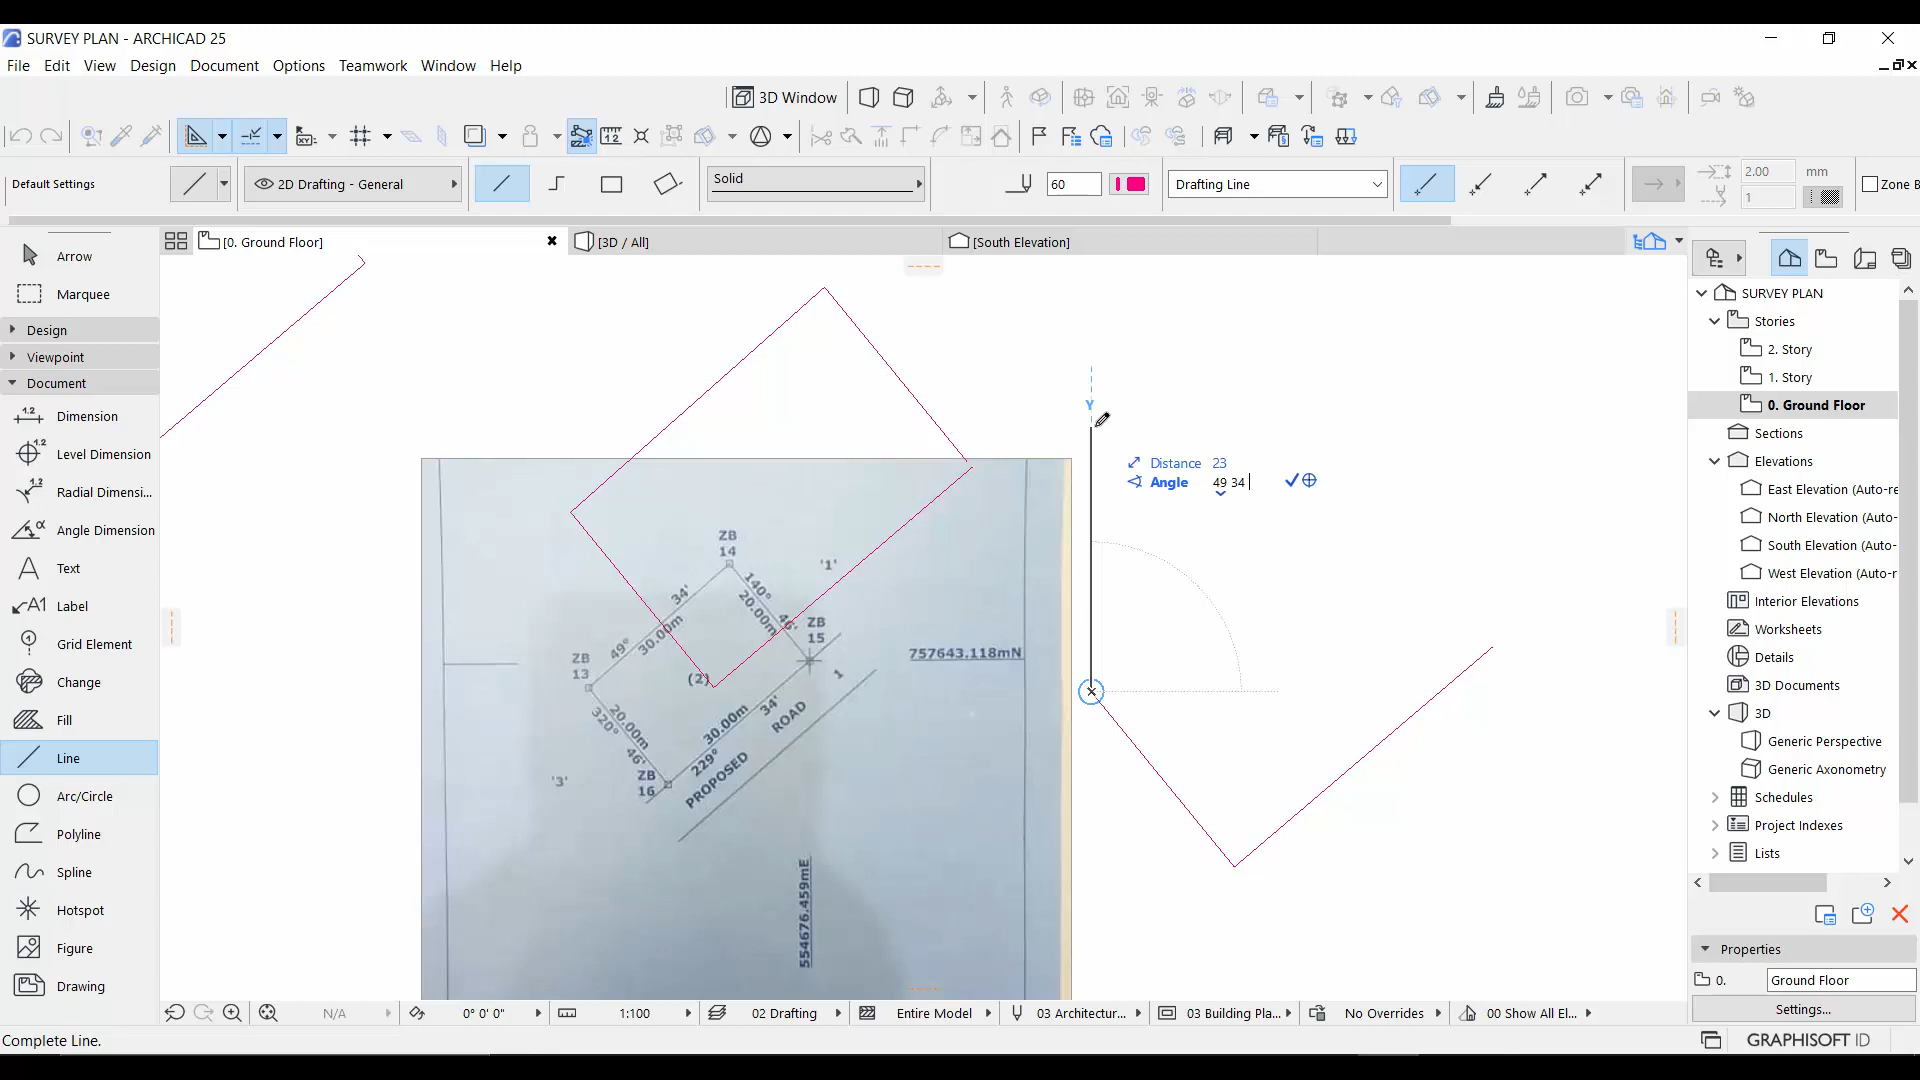 SURVEY PLAN - ARCHICAD 25
File Edit View Design Document Options Teamwork Window Help
3D Window
Default Settings
2D Drafting - General
Solid
60
Drafting Line
2.00 mm
1
Zone B
[0. Ground Floor]
[3D / All]
[South Elevation]
Arrow
Marquee
Design
Viewpoint
Document
Dimension
Level Dimension
Radial Dimensi...
Angle Dimension
Text
Label
Grid Element
Change
Fill
Line
Arc/Circle
Polyline
Spline
Hotspot
Figure
Drawing
Y
Distance 23
Angle 49 34
ZB
14
'1'
140°
46'
20.00m
49° 34'
30.00m
ZB
15
ZB
13
(2)
1
757643.118mN
20.00m
320° 46'
30.00m
229° 34'
ROAD
PROPOSED
'3'
ZB
16
554676.459mE
SURVEY PLAN
Stories
2. Story
1. Story
0. Ground Floor
Sections
Elevations
East Elevation (Auto-re
North Elevation (Auto-
South Elevation (Auto-
West Elevation (Auto-r
Interior Elevations
Worksheets
Details
3D Documents
3D
Generic Perspective
Generic Axonometry
Schedules
Project Indexes
Lists
Properties
0. Ground Floor
Settings...
N/A
0° 0' 0"
1:100
02 Drafting
Entire Model
03 Architectur...
03 Building Pla...
No Overrides
00 Show All El...
Complete Line.
GRAPHISOFT ID